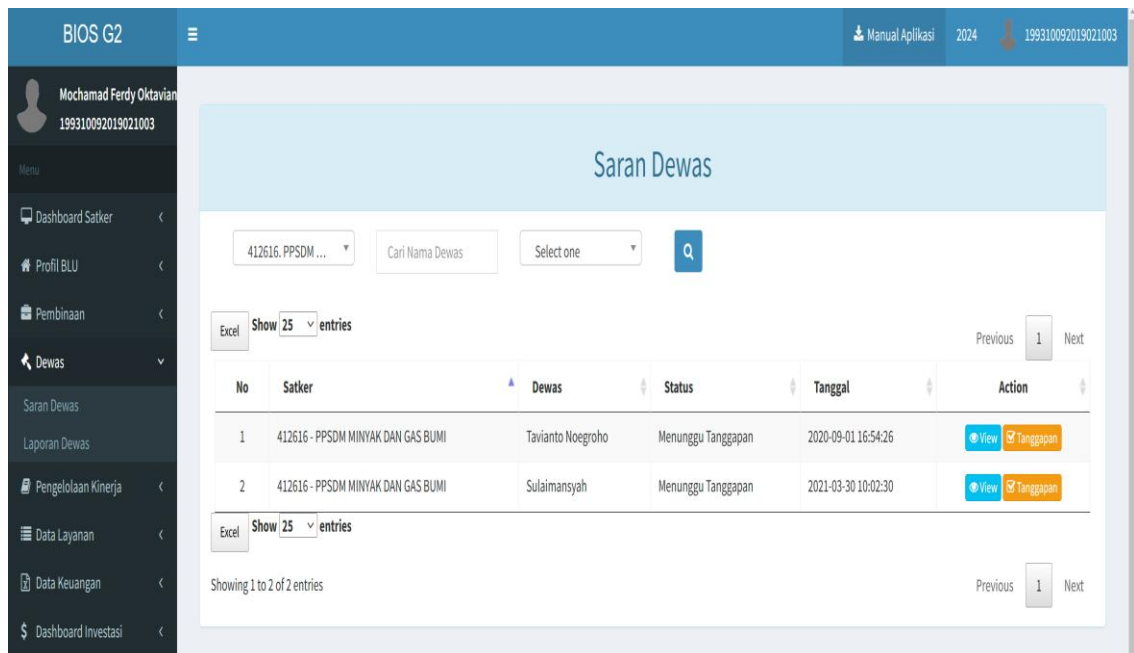 BIOS G2
Manual Aplikasi 2024 199310092019021003
Mochamad Ferdy Oktavian
199310092019021003
Menu
Dashboard Satker
Profil BLU
Pembinaan
Dewas
Saran Dewas
Laporan Dewas
Pengelolaan Kinerja
Data Layanan
Data Keuangan
Dashboard Investasi
Saran Dewas
412616. PPSDM ... Cari Nama Dewas Select one
Excel Show 25 entries
Previous 1 Next
No Satker Dewas Status Tanggal Action
1 412616 - PPSDM MINYAK DAN GAS BUMI Tavianto Noegroho Menunggu Tanggapan 2020-09-01 16:54:26 View Tanggapan
2 412616 - PPSDM MINYAK DAN GAS BUMI Sulaimansyah Menunggu Tanggapan 2021-03-30 10:02:30 View Tanggapan
Excel Show 25 entries
Showing 1 to 2 of 2 entries
Previous 1 Next